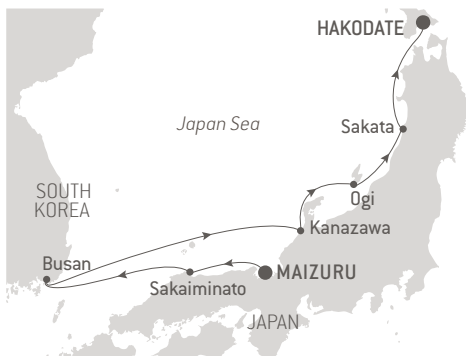 HAKODATE
Japan Sea
Sakata
SOUTH
KOREA
Ogi
Kanazawa
Busan
MAIZURU
Sakaiminato
JAPAN